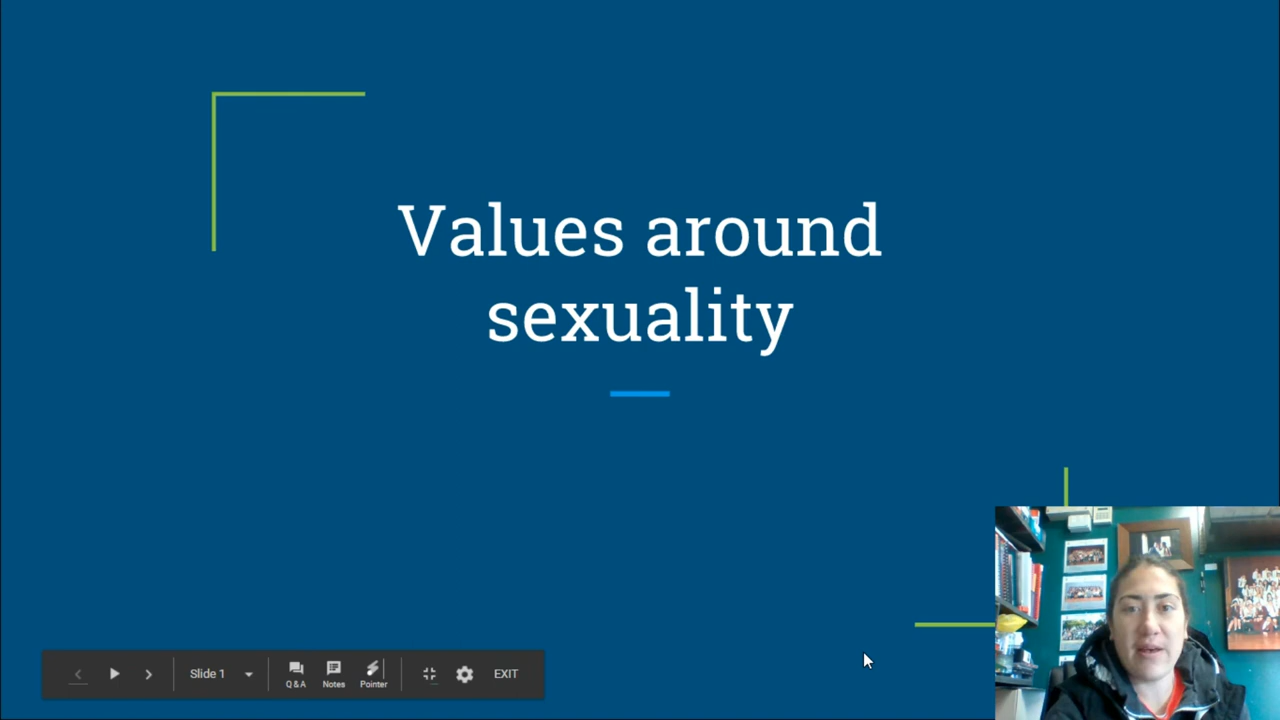 Values around
sexuality
Slide 1
Q & A
Notes
Pointer
EXIT